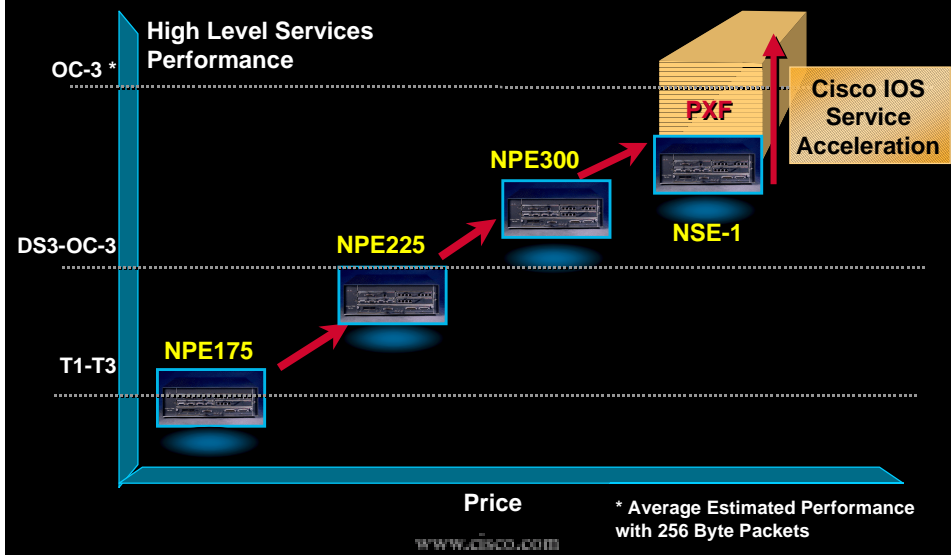 High Level Services
Performance
OC-3 *
Cisco IOS
Service
Acceleration
PXF
NPE300
NSE-1
DS3-OC-3
NPE225
NPE175
T1-T3
Price
* Average Estimated Performance
with 256 Byte Packets
www.cisco.com